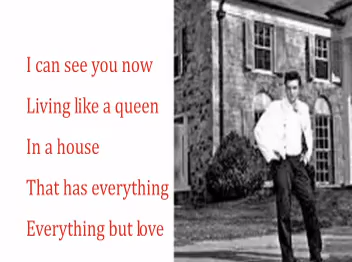 I can see you now
Living like a queen
In a house
That has everything
Everything but love